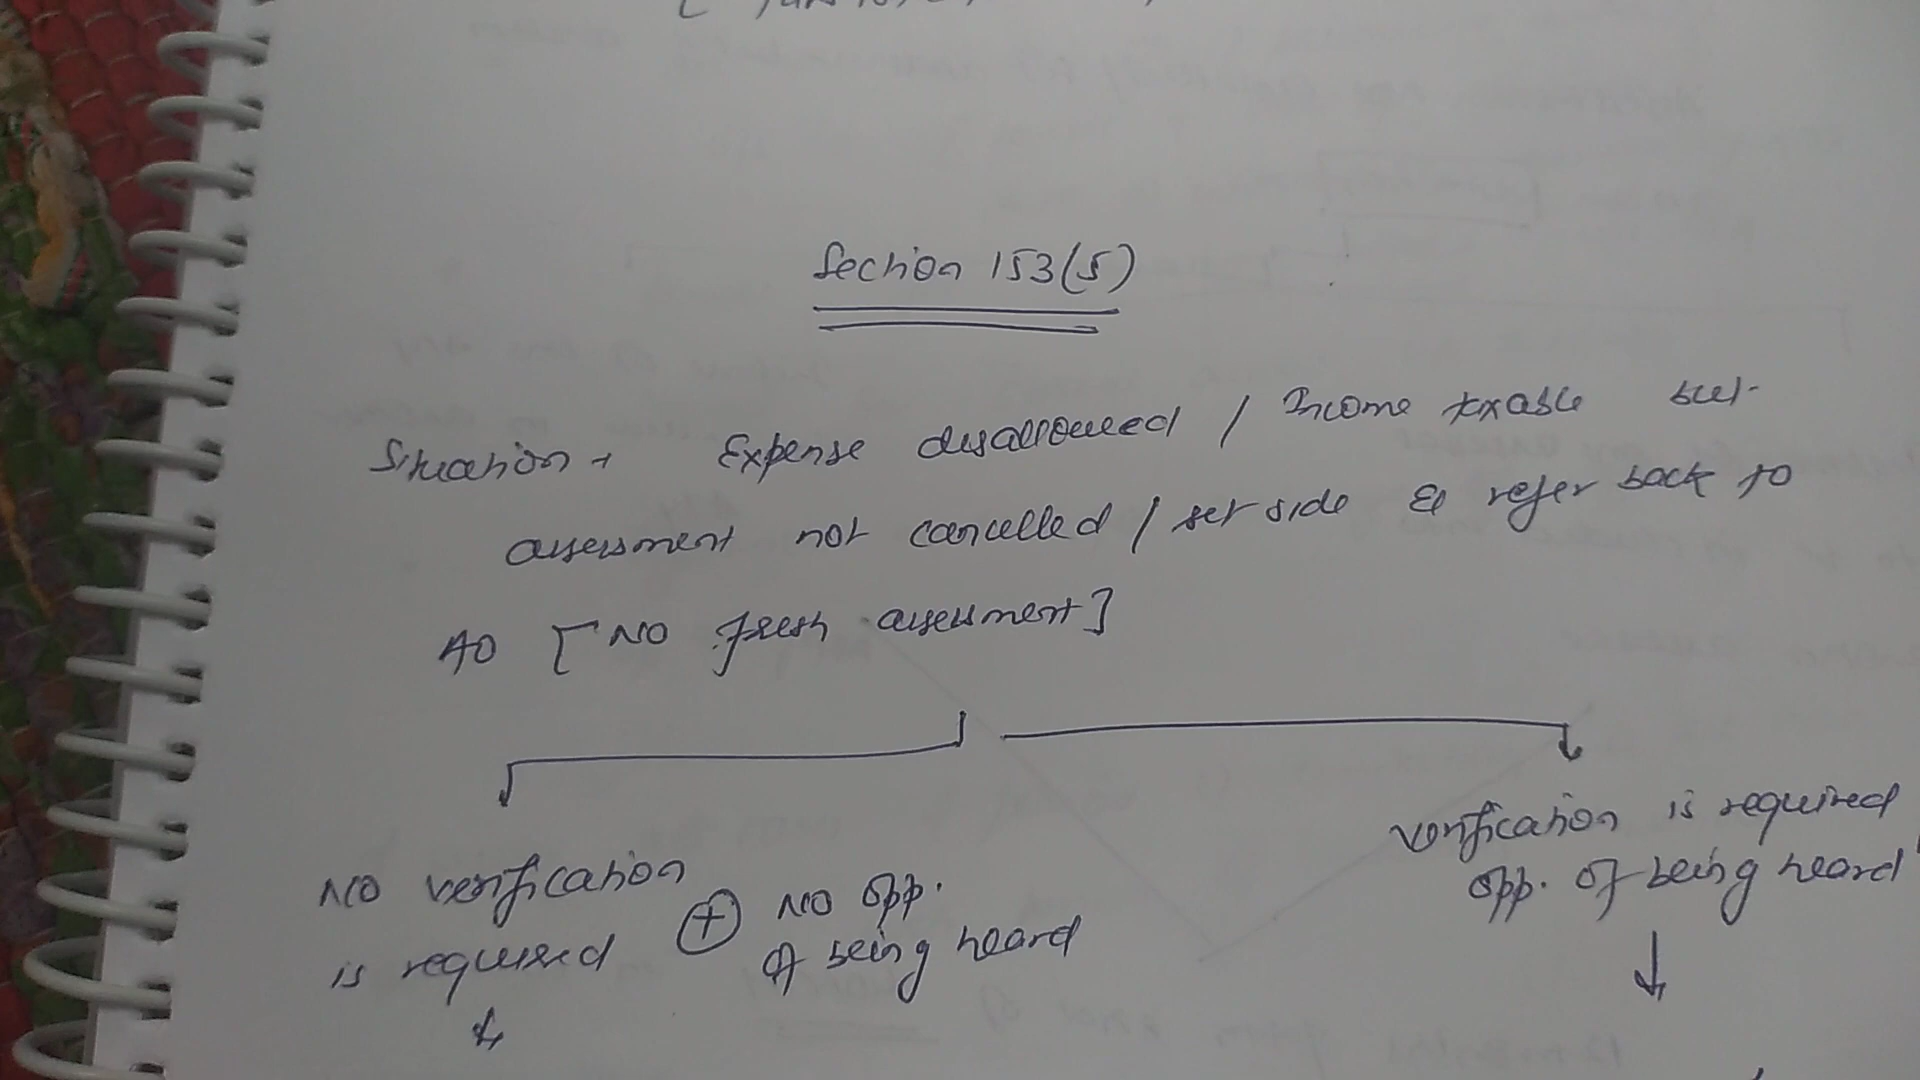 Section 153(5)
Situation → Expense disallowed / Income taxable but
assessment not cancelled / set side & refer back to
AO [ NO fresh assessment ]
NO verification
is required
+
NO opp.
of being heard
verification is required
opp. of being heard